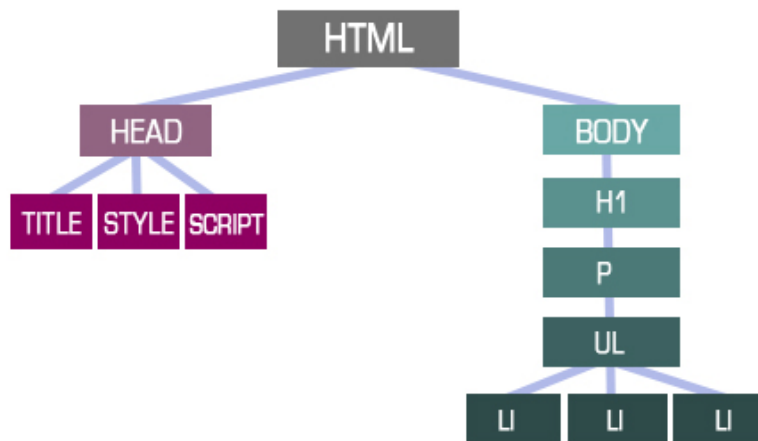 HTML
HEAD
BODY
TITLE STYLE SCRIPT
H1
P
UL
LI LI LI